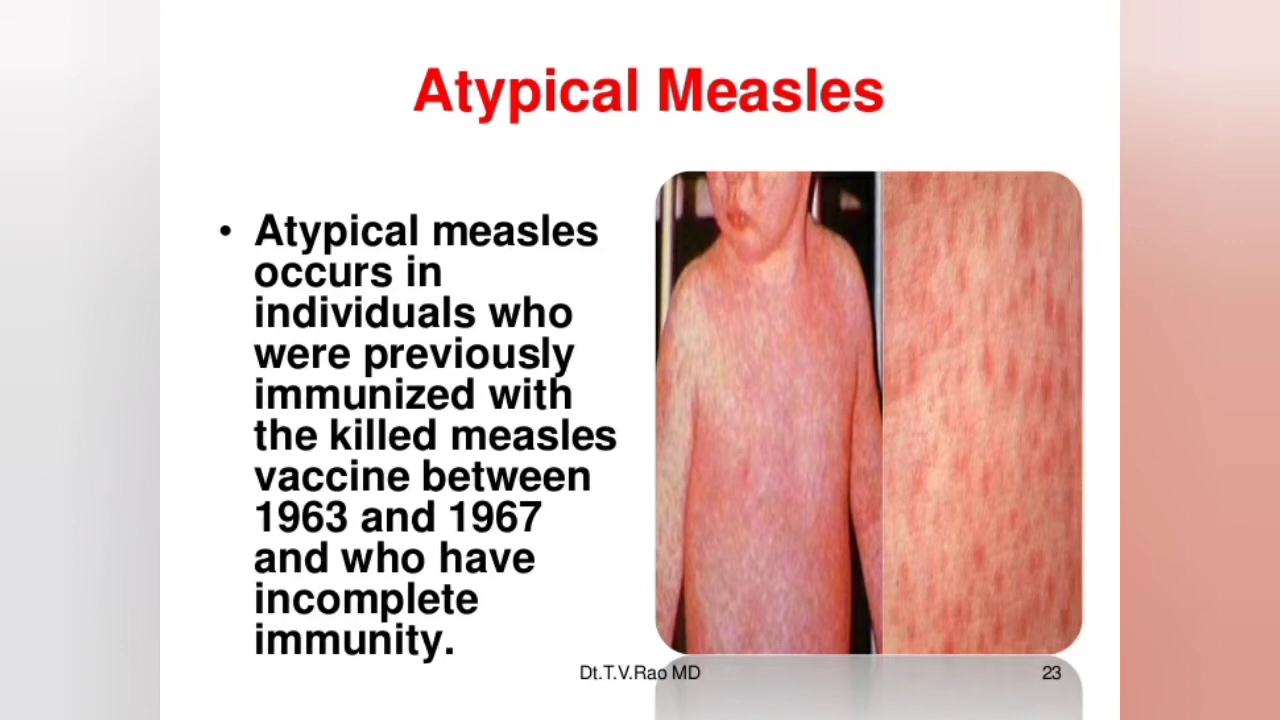 Atypical Measles
• Atypical measles
occurs in
individuals who
were previously
immunized with
the killed measles
vaccine between
1963 and 1967
and who have
incomplete
immunity.
Dt.T.V.Rao MD
23